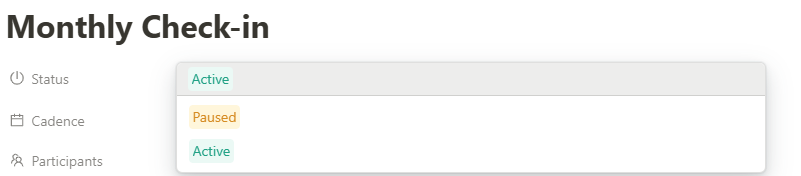 Monthly Check-in
Status Active
Paused
Cadence
Active
Participants